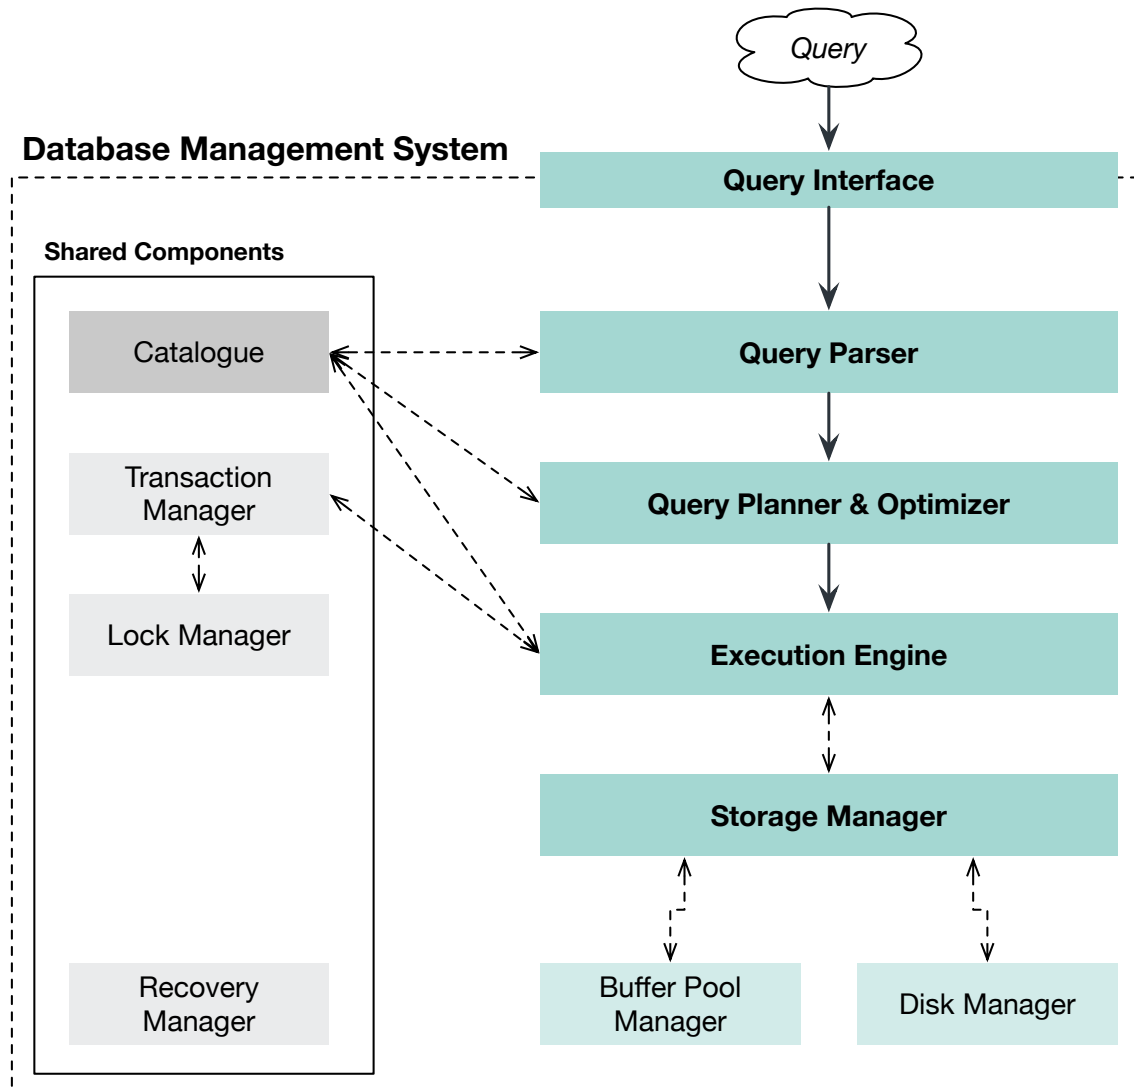 Query
Database Management System
Query Interface
Shared Components
Catalogue
Query Parser
Transaction
Manager
Query Planner & Optimizer
Lock Manager
Execution Engine
Storage Manager
Recovery
Manager
Buffer Pool
Manager
Disk Manager